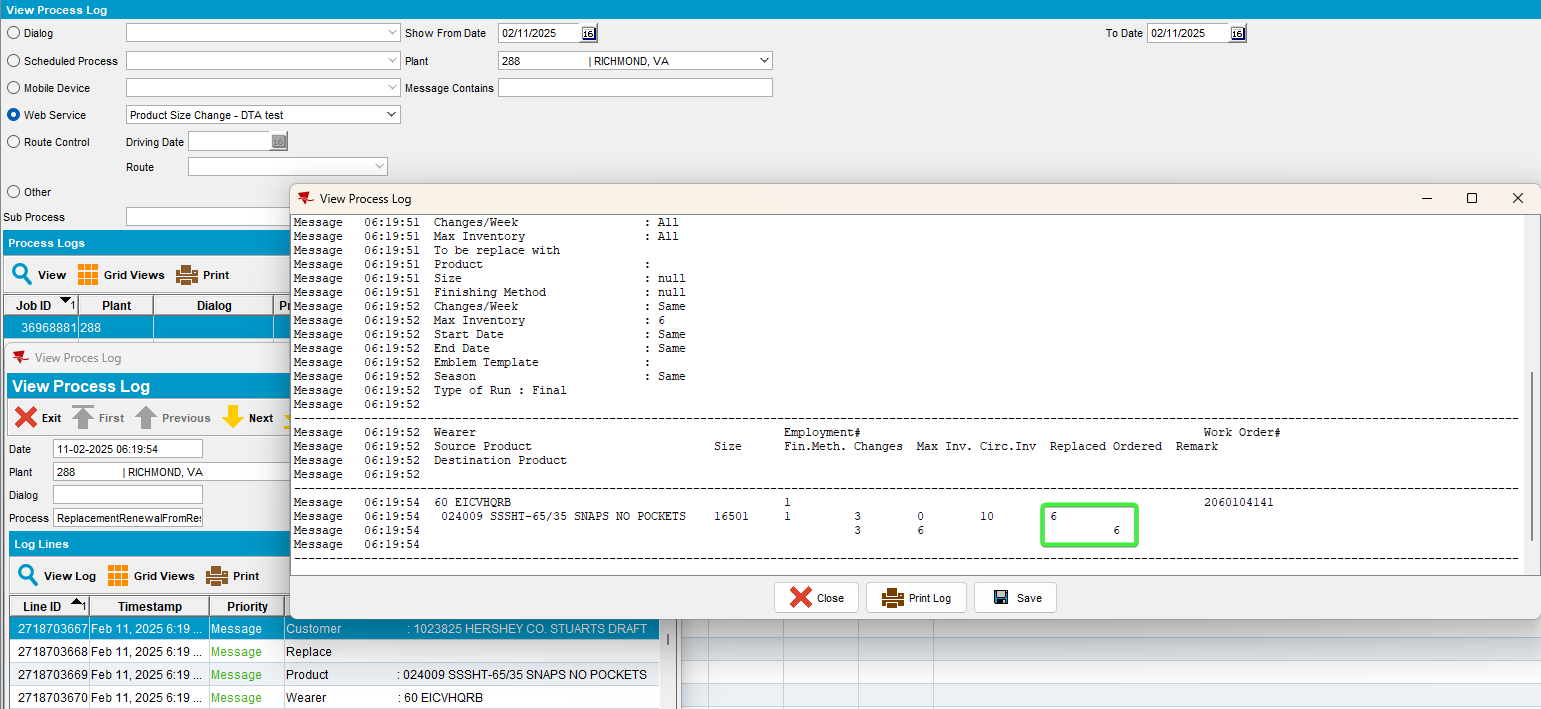 View Process Log
Dialog Show From Date 02/11/2025 16 To Date 02/11/2025 16
Scheduled Process Plant 288 | RICHMOND, VA
Mobile Device Message Contains
Web Service Product Size Change - DTA test
Route Control Driving Date 16
Route
Other
Sub Process
Process Logs
View Grid Views Print
Job ID 1 Plant Dialog
36968881 288
View Proces Log
View Process Log
Exit First Previous Next
Date 11-02-2025 06:19:54
Plant 288 | RICHMOND, VA
Dialog
Process ReplacementRenewalFromRes
Log Lines
View Log Grid Views Print
Line ID 1 Timestamp Priority
2718703667 Feb 11, 2025 6:19 ... Message Customer : 1023825 HERSHEY CO. STUARTS DRAFT
2718703668 Feb 11, 2025 6:19 ... Message Replace
2718703669 Feb 11, 2025 6:19 ... Message Product : 024009 SSSHT-65/35 SNAPS NO POCKETS
2718703670 Feb 11, 2025 6:19 ... Message Wearer : 60 EICVHQRB
View Process Log
Message 06:19:51 Changes/Week : All
Message 06:19:51 Max Inventory : All
Message 06:19:51 To be replace with
Message 06:19:51 Product :
Message 06:19:51 Size : null
Message 06:19:51 Finishing Method : null
Message 06:19:52 Changes/Week : Same
Message 06:19:52 Max Inventory : 6
Message 06:19:52 Start Date : Same
Message 06:19:52 End Date : Same
Message 06:19:52 Emblem Template :
Message 06:19:52 Season : Same
Message 06:19:52 Type of Run : Final
Message 06:19:52
Message 06:19:52 Wearer Employment# Work Order#
Message 06:19:52 Source Product Size Fin.Meth. Changes Max Inv. Circ.Inv Replaced Ordered Remark
Message 06:19:52 Destination Product
Message 06:19:52
Message 06:19:54 60 EICVHQRB 1 2060104141
Message 06:19:54 024009 SSSHT-65/35 SNAPS NO POCKETS 16501 1 3 0 10 6
Message 06:19:54 3 6 6
Message 06:19:54
Close Print Log Save